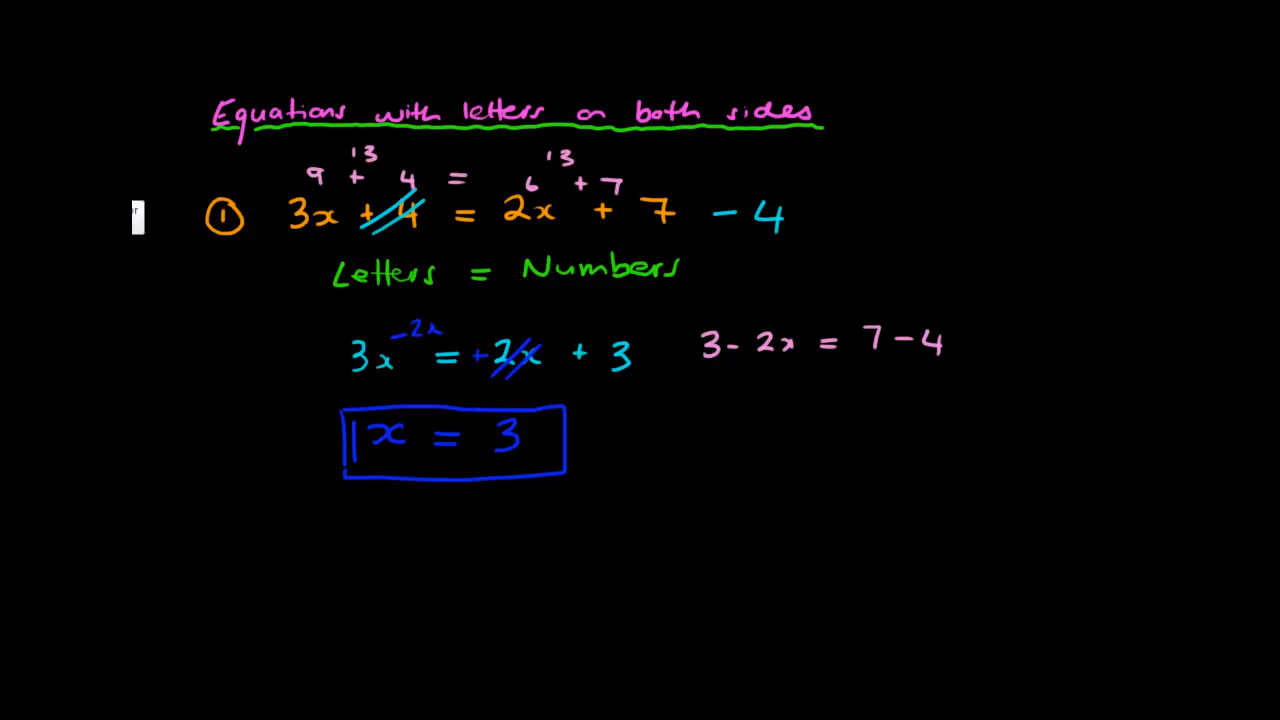 Equations with letters on both sides
13 13
9 + 4 = 6 + 7
or
① 3x + 4 = 2x + 7 - 4
Letters = Numbers
3x - 2x = + 2x + 3 3 - 2x = 7 - 4
1x = 3